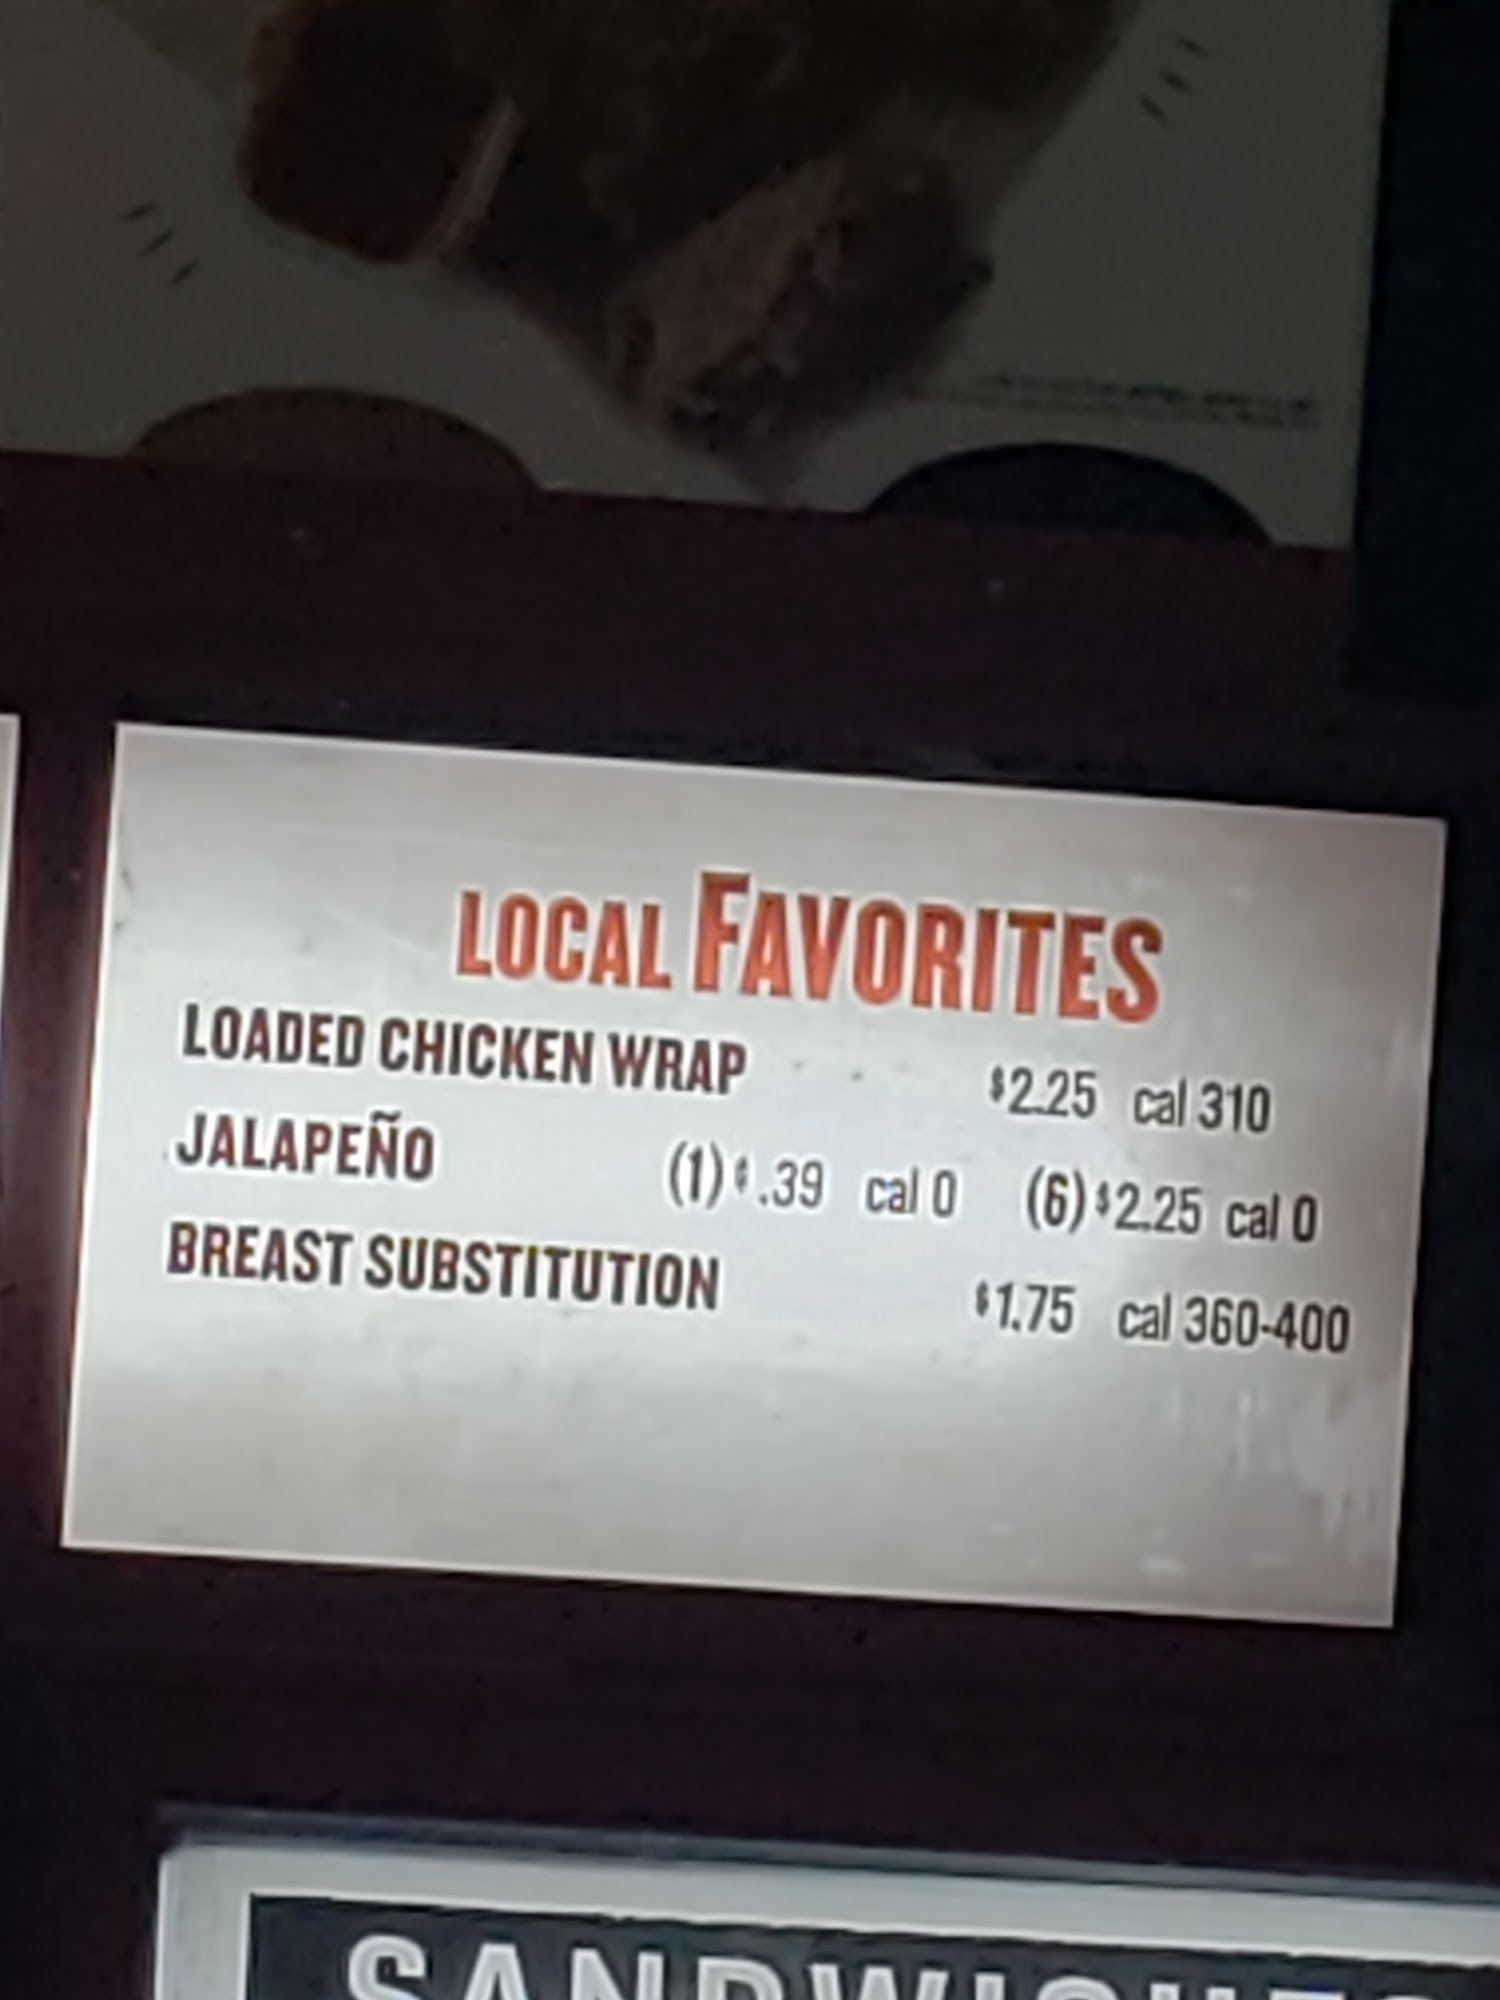 LOCAL FAVORITES
LOADED CHICKEN WRAP $2.25 cal 310
JALAPEÑO (1) $.39 cal 0 (6) $2.25 cal 0
BREAST SUBSTITUTION $1.75 cal 360-400
SANDWICHES